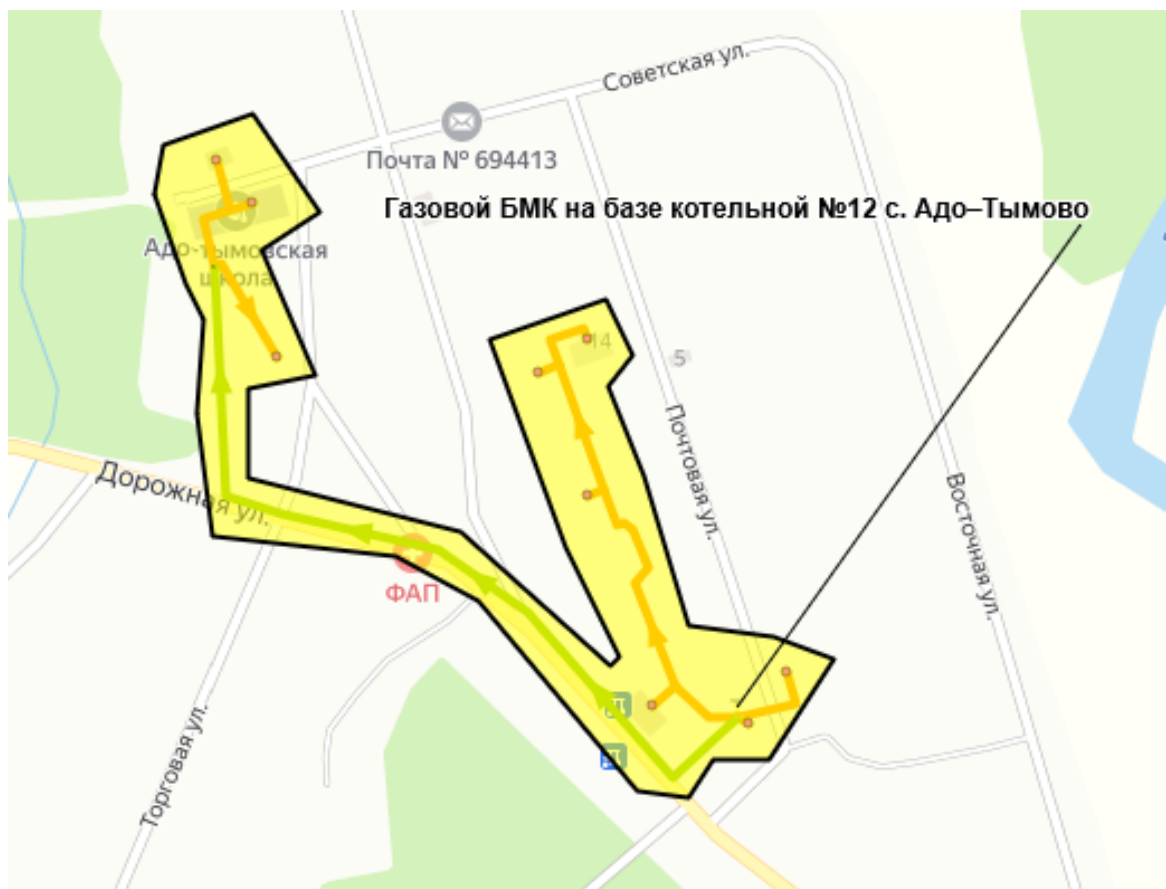 Советская ул.
Почта № 694413
Газовой БМК на базе котельной №12 с. Адо–Тымово
Адо-тымовская
школа
14
5
Почтовая ул.
Восточная ул.
Дорожная ул.
ФАП
Торговая ул.